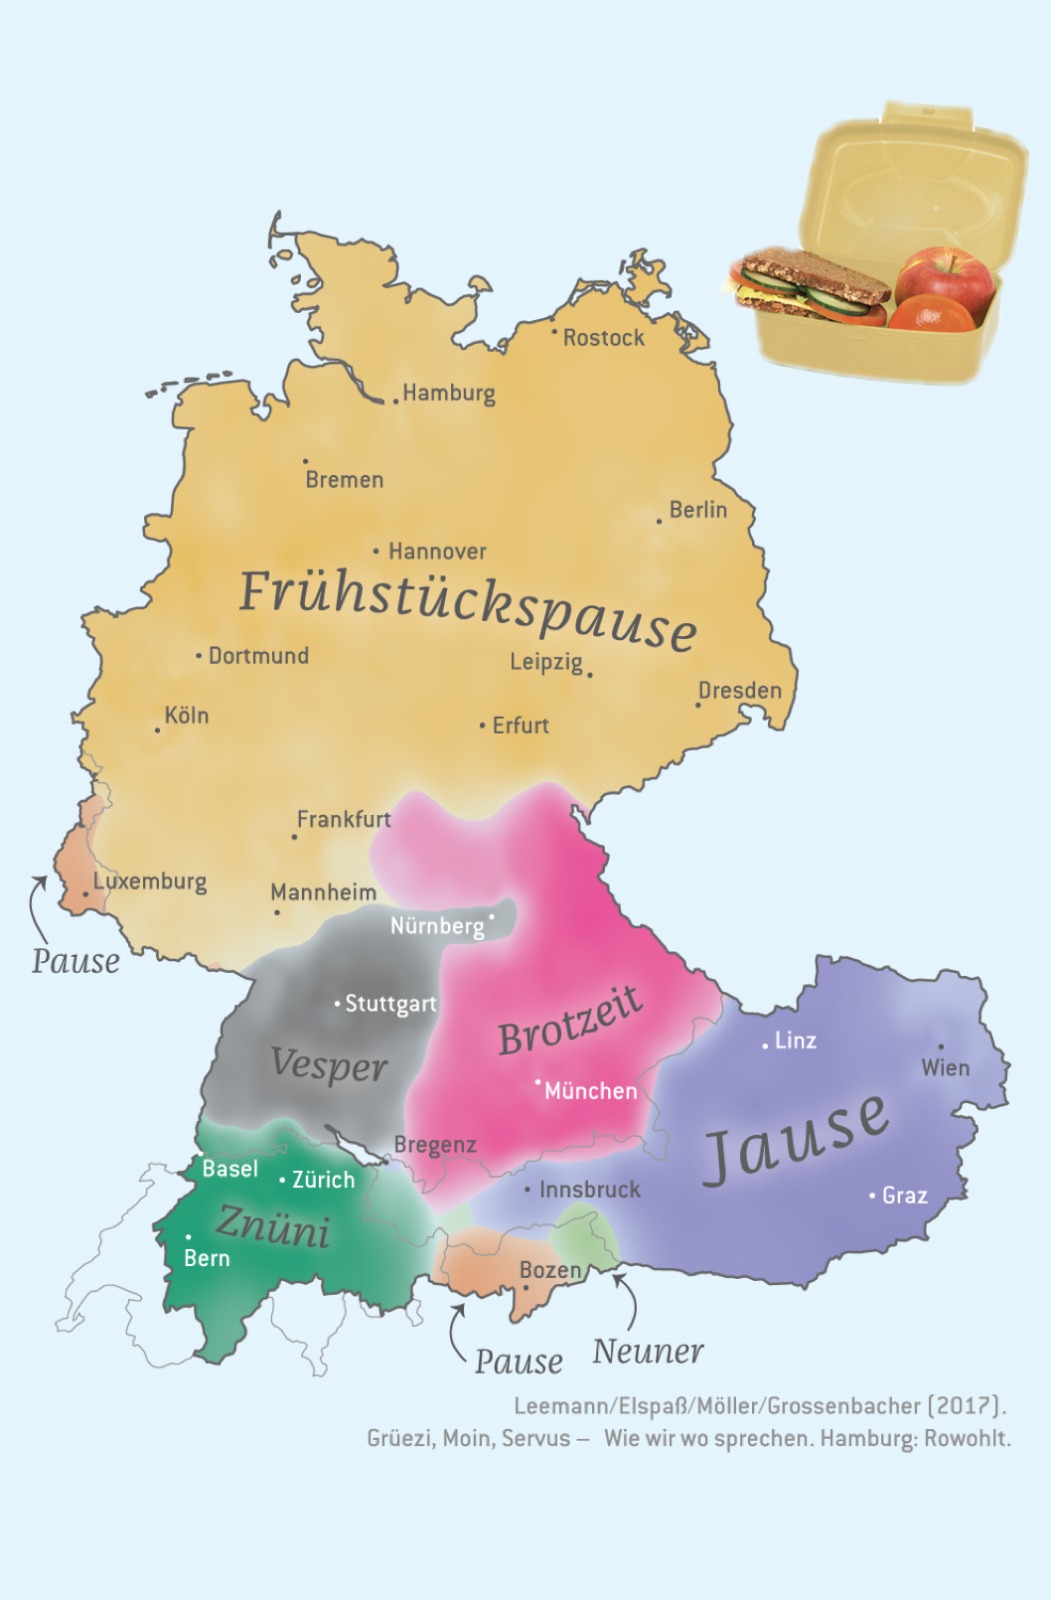 Rostock
Hamburg
Bremen
Berlin
Hannover
Frühstückspause
Dortmund
Leipzig
Dresden
Köln
Erfurt
Frankfurt
Luxemburg
Mannheim
Nürnberg
Pause
Stuttgart
Brotzeit
Linz
Vesper
Wien
München
Jause
Bregenz
Basel
Zürich
Innsbruck
Graz
Znüni
Bern
Bozen
Pause
Neuner
Leemann/Elspaß/Möller/Grossenbacher (2017).
Grüezi, Moin, Servus – Wie wir wo sprechen. Hamburg: Rowohlt.